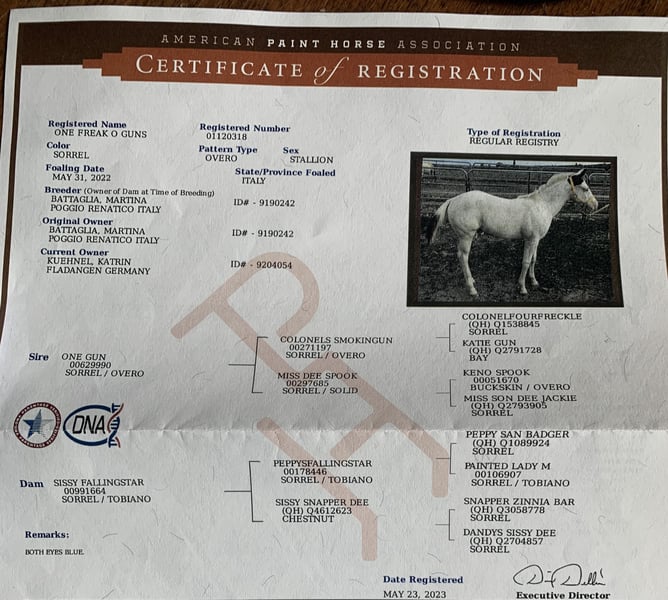 AMERICAN PAINT HORSE ASSOCIATION
CERTIFICATE of REGISTRATION
Registered Name
ONE FREAK O GUNS
Registered Number
01120318
Type of Registration
REGULAR REGISTRY
Color
SORREL
Pattern Type
OVERO
Sex
STALLION
Foaling Date
MAY 31, 2022
State/Province Foaled
ITALY
Breeder (Owner of Dam at Time of Breeding)
BATTAGLIA, MARTINA
POGGIO RENATICO ITALY
ID# - 9190242
Original Owner
BATTAGLIA, MARTINA
POGGIO RENATICO ITALY
ID# - 9190242
Current Owner
KUEHNEL, KATRIN
FLADANGEN GERMANY
ID# - 9204054
Sire
ONE GUN
00629990
SORREL / OVERO
COLONELS SMOKINGUN
00271197
SORREL / OVERO
MISS DEE SPOOK
00297685
SORREL / SOLID
COLONELFOURFRECKLE
(QH) Q1538845
SORREL
KATIE GUN
(QH) Q2791728
BAY
KENO SPOOK
00051670
BUCKSKIN / OVERO
MISS SON DEE JACKIE
(QH) Q2793905
SORREL
DNA
Dam
SISSY FALLINGSTAR
00991664
SORREL / TOBIANO
PEPPYSFALLINGSTAR
00178446
SORREL / TOBIANO
SISSY SNAPPER DEE
(QH) Q4612623
CHESTNUT
PEPPY SAN BADGER
(QH) Q1089924
SORREL
PAINTED LADY M
00106907
SORREL / TOBIANO
SNAPPER ZINNIA BAR
(QH) Q3058778
SORREL
DANDYS SISSY DEE
(QH) Q2704857
SORREL
Remarks:
BOTH EYES BLUE.
Date Registered
MAY 23, 2023
Executive Director